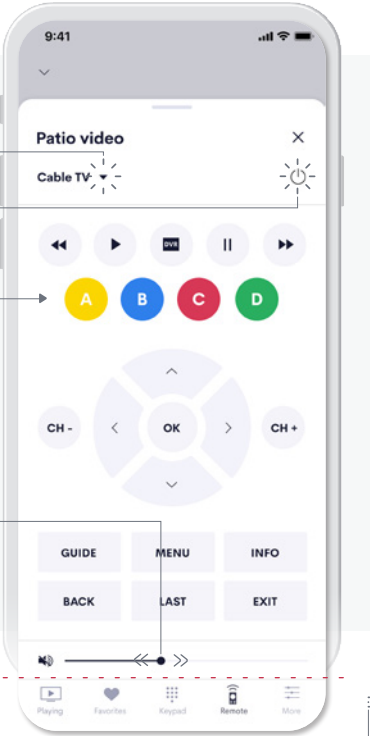 9:41
Patio video
Cable TV
DVR
A B C D
CH - OK CH +
GUIDE MENU INFO
BACK LAST EXIT
Playing Favorites Keypad Remote More